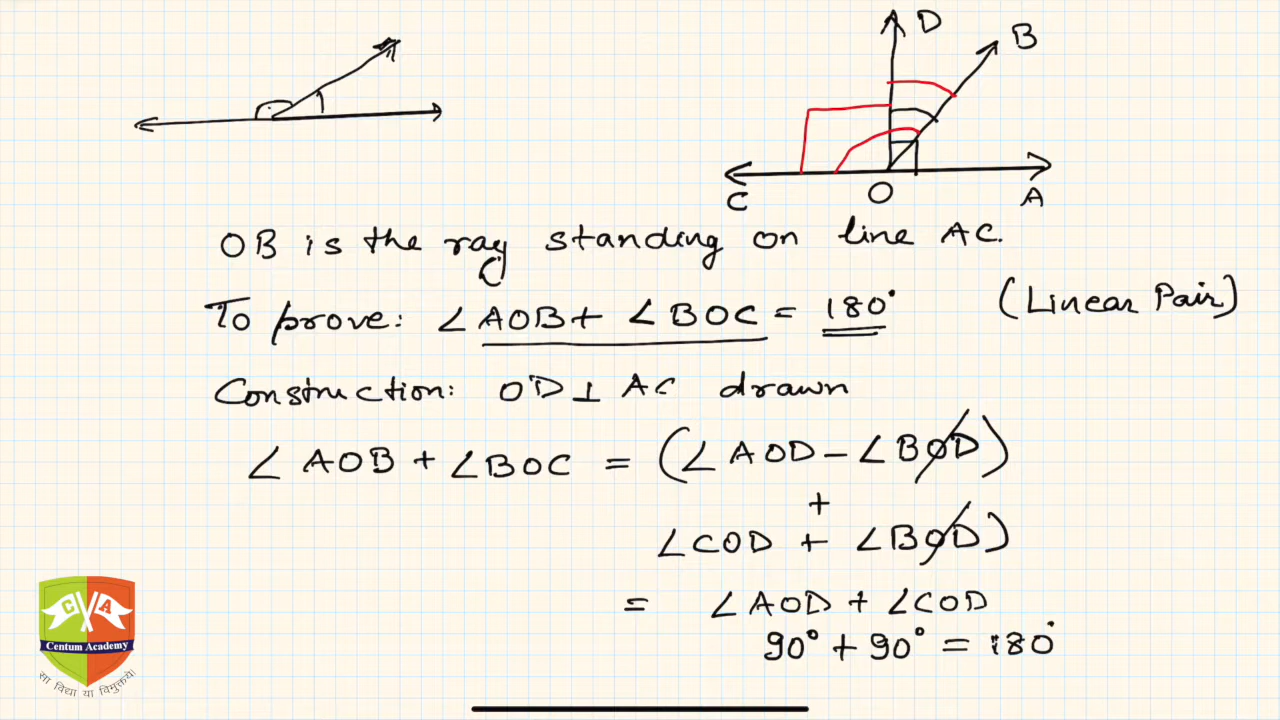 D
B
C
O
A
OB is the ray standing on line AC.
To prove: ∠AOB + ∠BOC = 180° (Linear Pair)
Construction: OD ⊥ AC drawn
∠AOB + ∠BOC = (∠AOD - ∠BOD)
+
∠COD + ∠BOD)
= ∠AOD + ∠COD
90° + 90° = 180°
C A
Centum Academy
सा विद्या या विमुक्तये